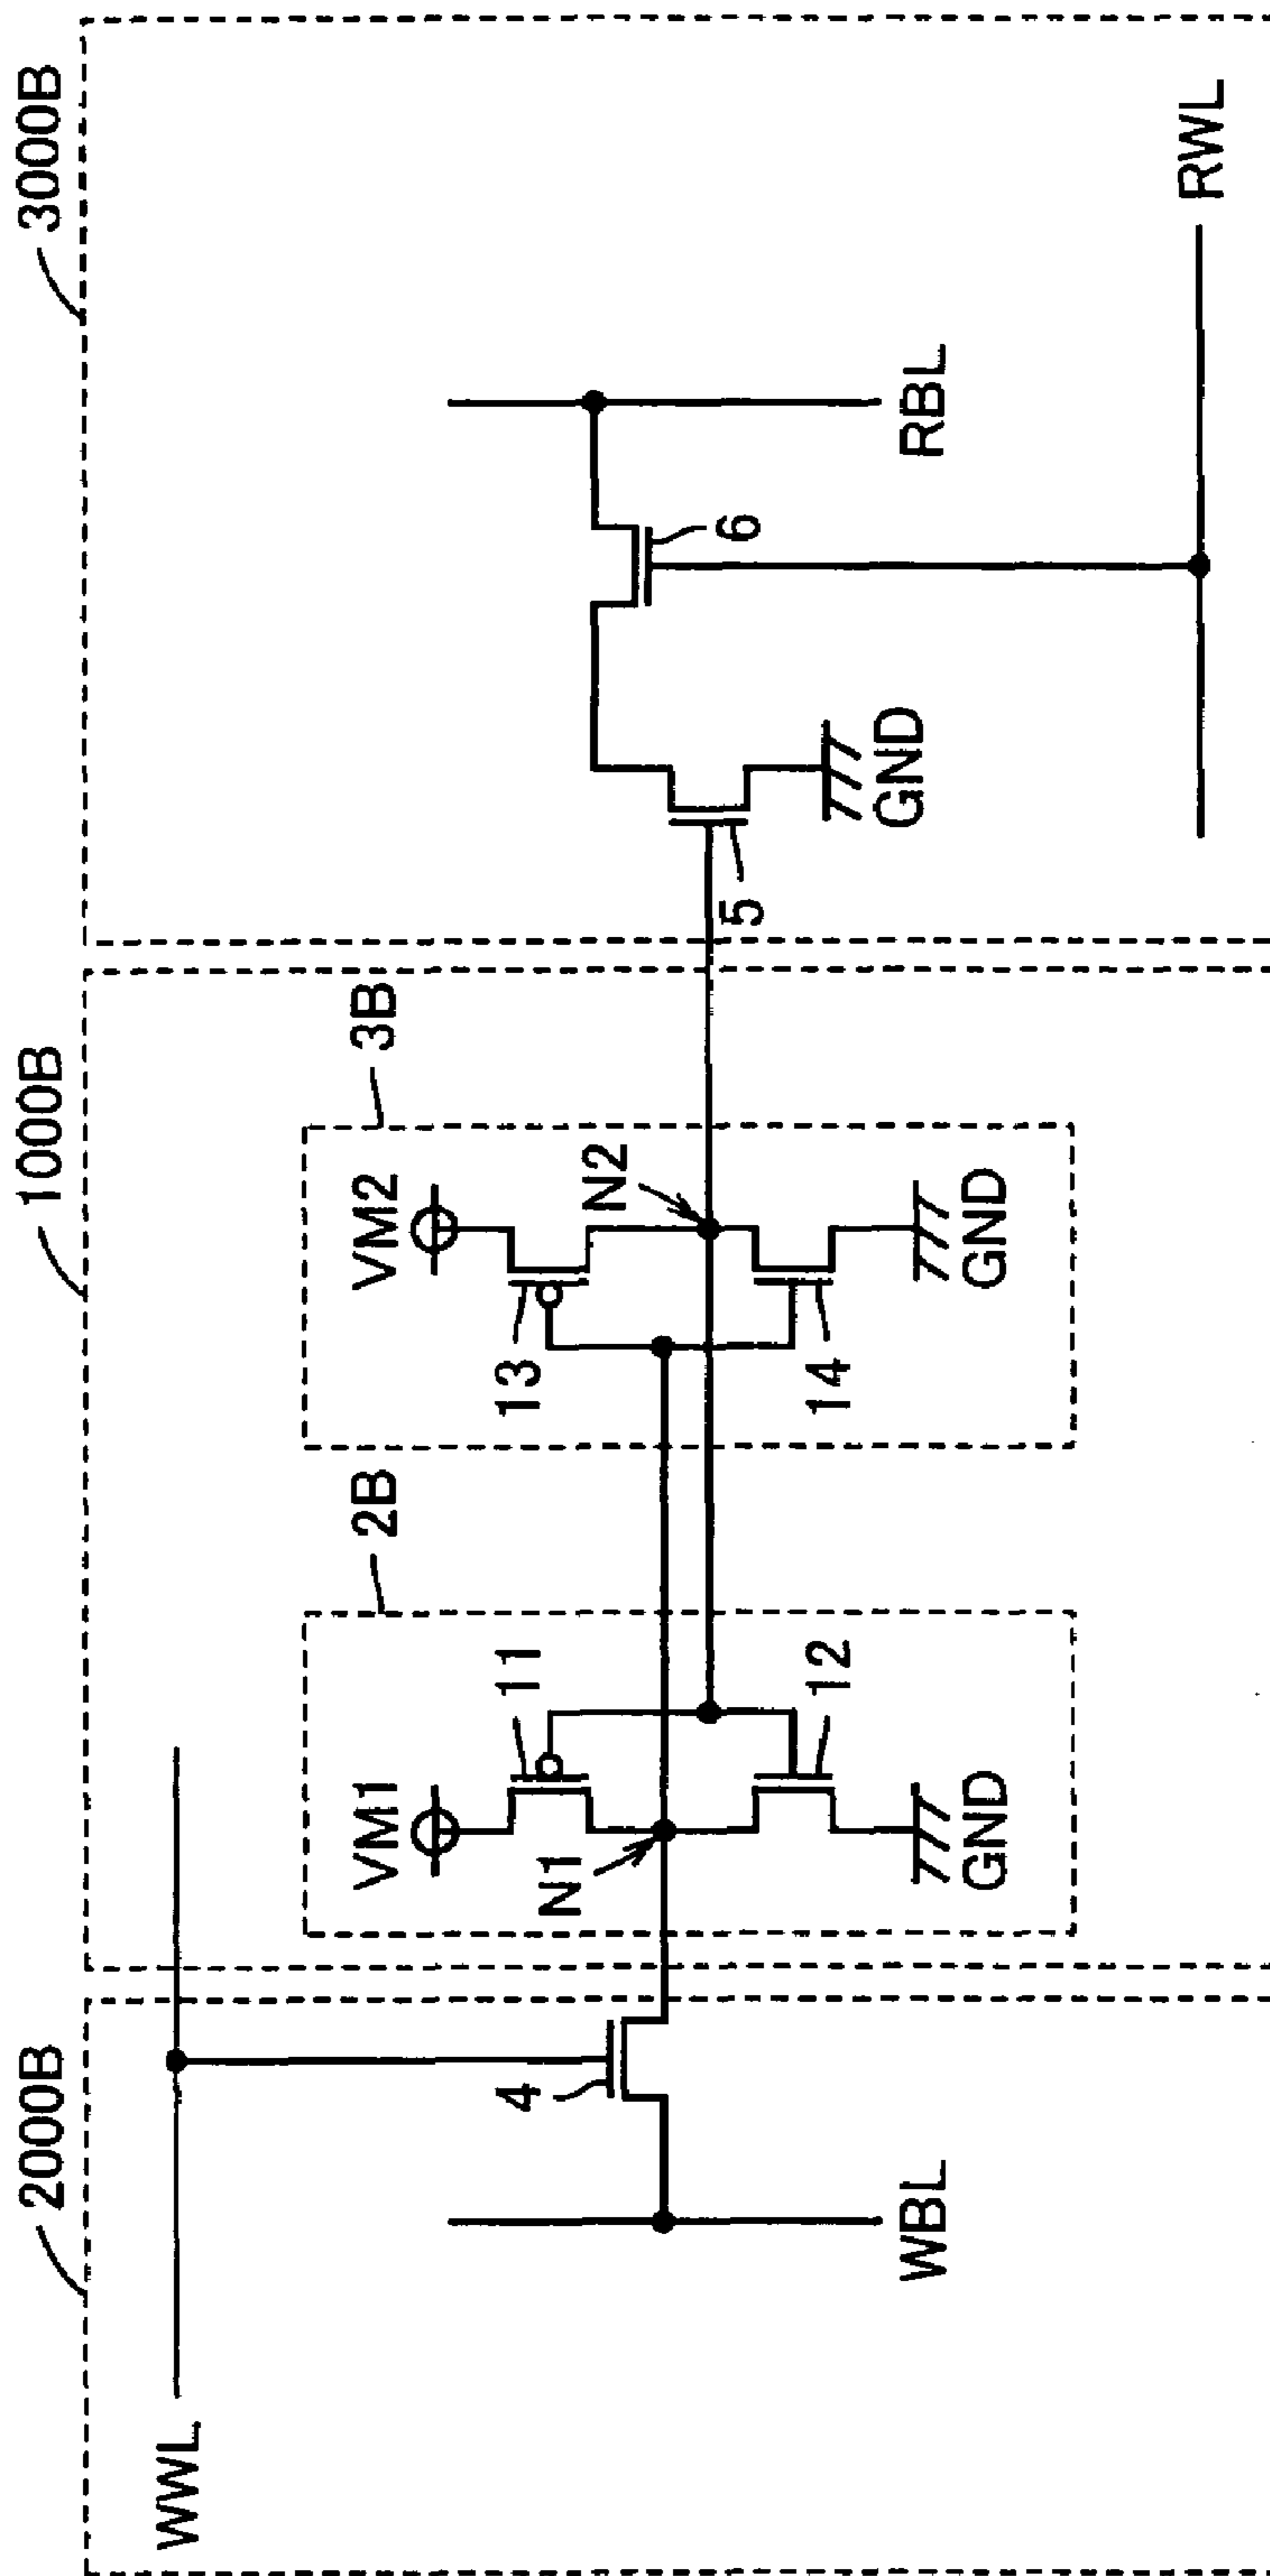 2000B
1000B
3000B
WWL
2B
3B
VM1
VM2
11
13
4
N1
N2
12
14
5
6
GND
GND
GND
WBL
RBL
RWL